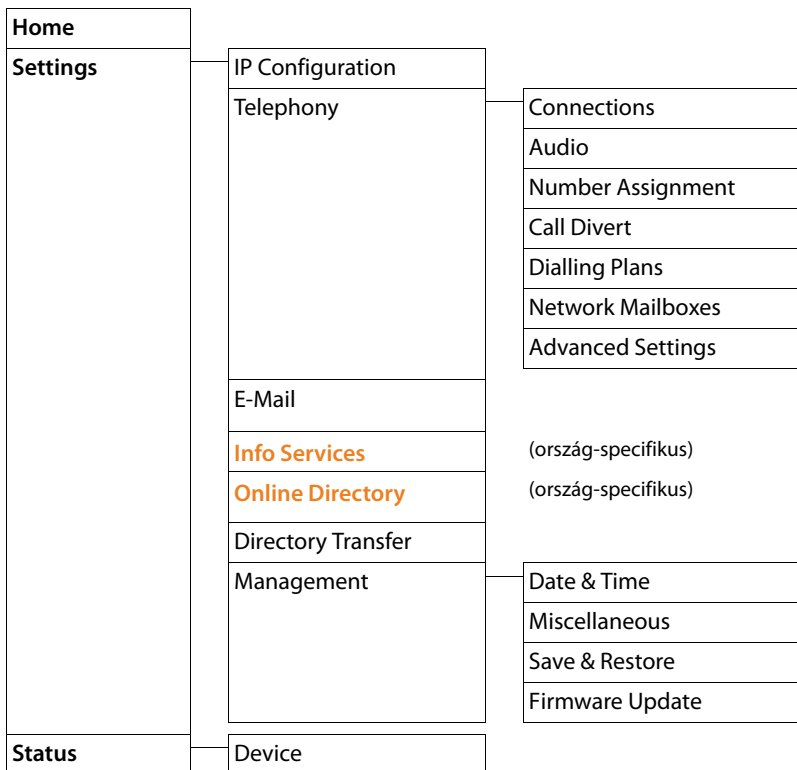 Home
Settings
IP Configuration
Telephony
Connections
Audio
Number Assignment
Call Divert
Dialling Plans
Network Mailboxes
Advanced Settings
E-Mail
Info Services
(ország-specifikus)
Online Directory
(ország-specifikus)
Directory Transfer
Management
Date & Time
Miscellaneous
Save & Restore
Firmware Update
Status
Device